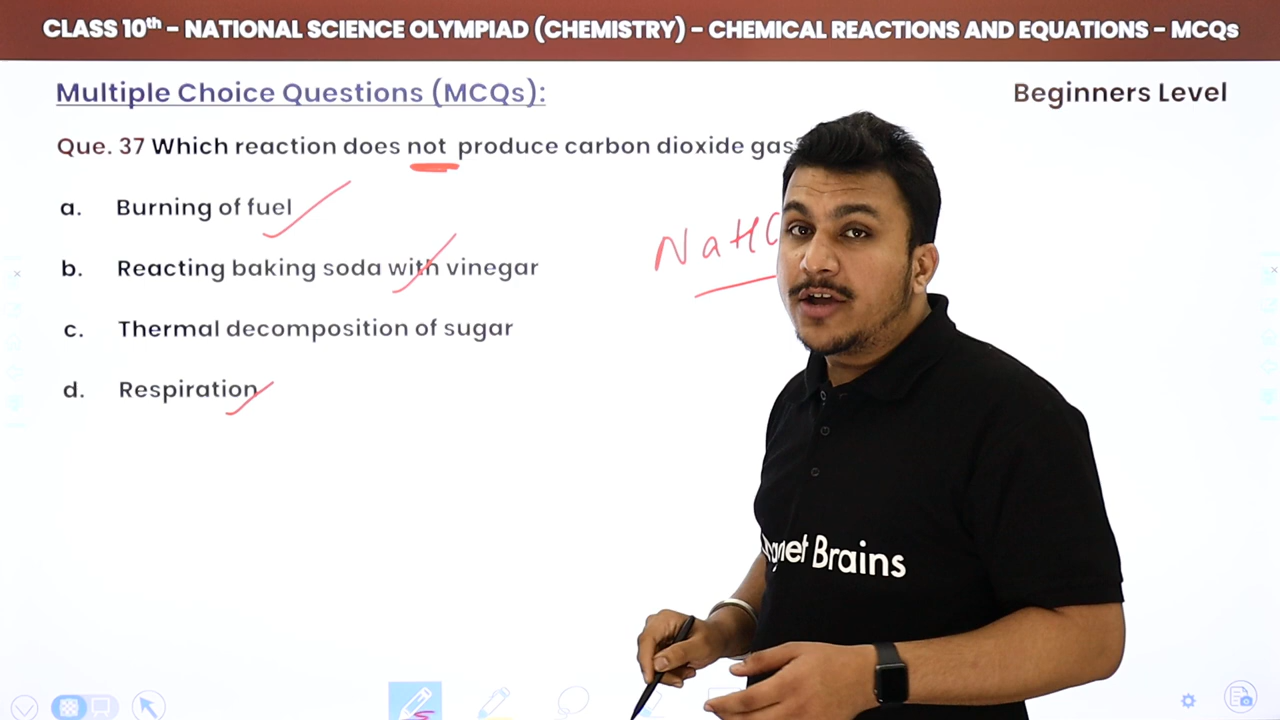 CLASS 10th - NATIONAL SCIENCE OLYMPIAD (CHEMISTRY) - CHEMICAL REACTIONS AND EQUATIONS - MCQs
Multiple Choice Questions (MCQs):
Beginners Level
Que. 37 Which reaction does not produce carbon dioxide gas
a. Burning of fuel
b. Reacting baking soda with vinegar
NaHC
c. Thermal decomposition of sugar
d. Respiration
Brains